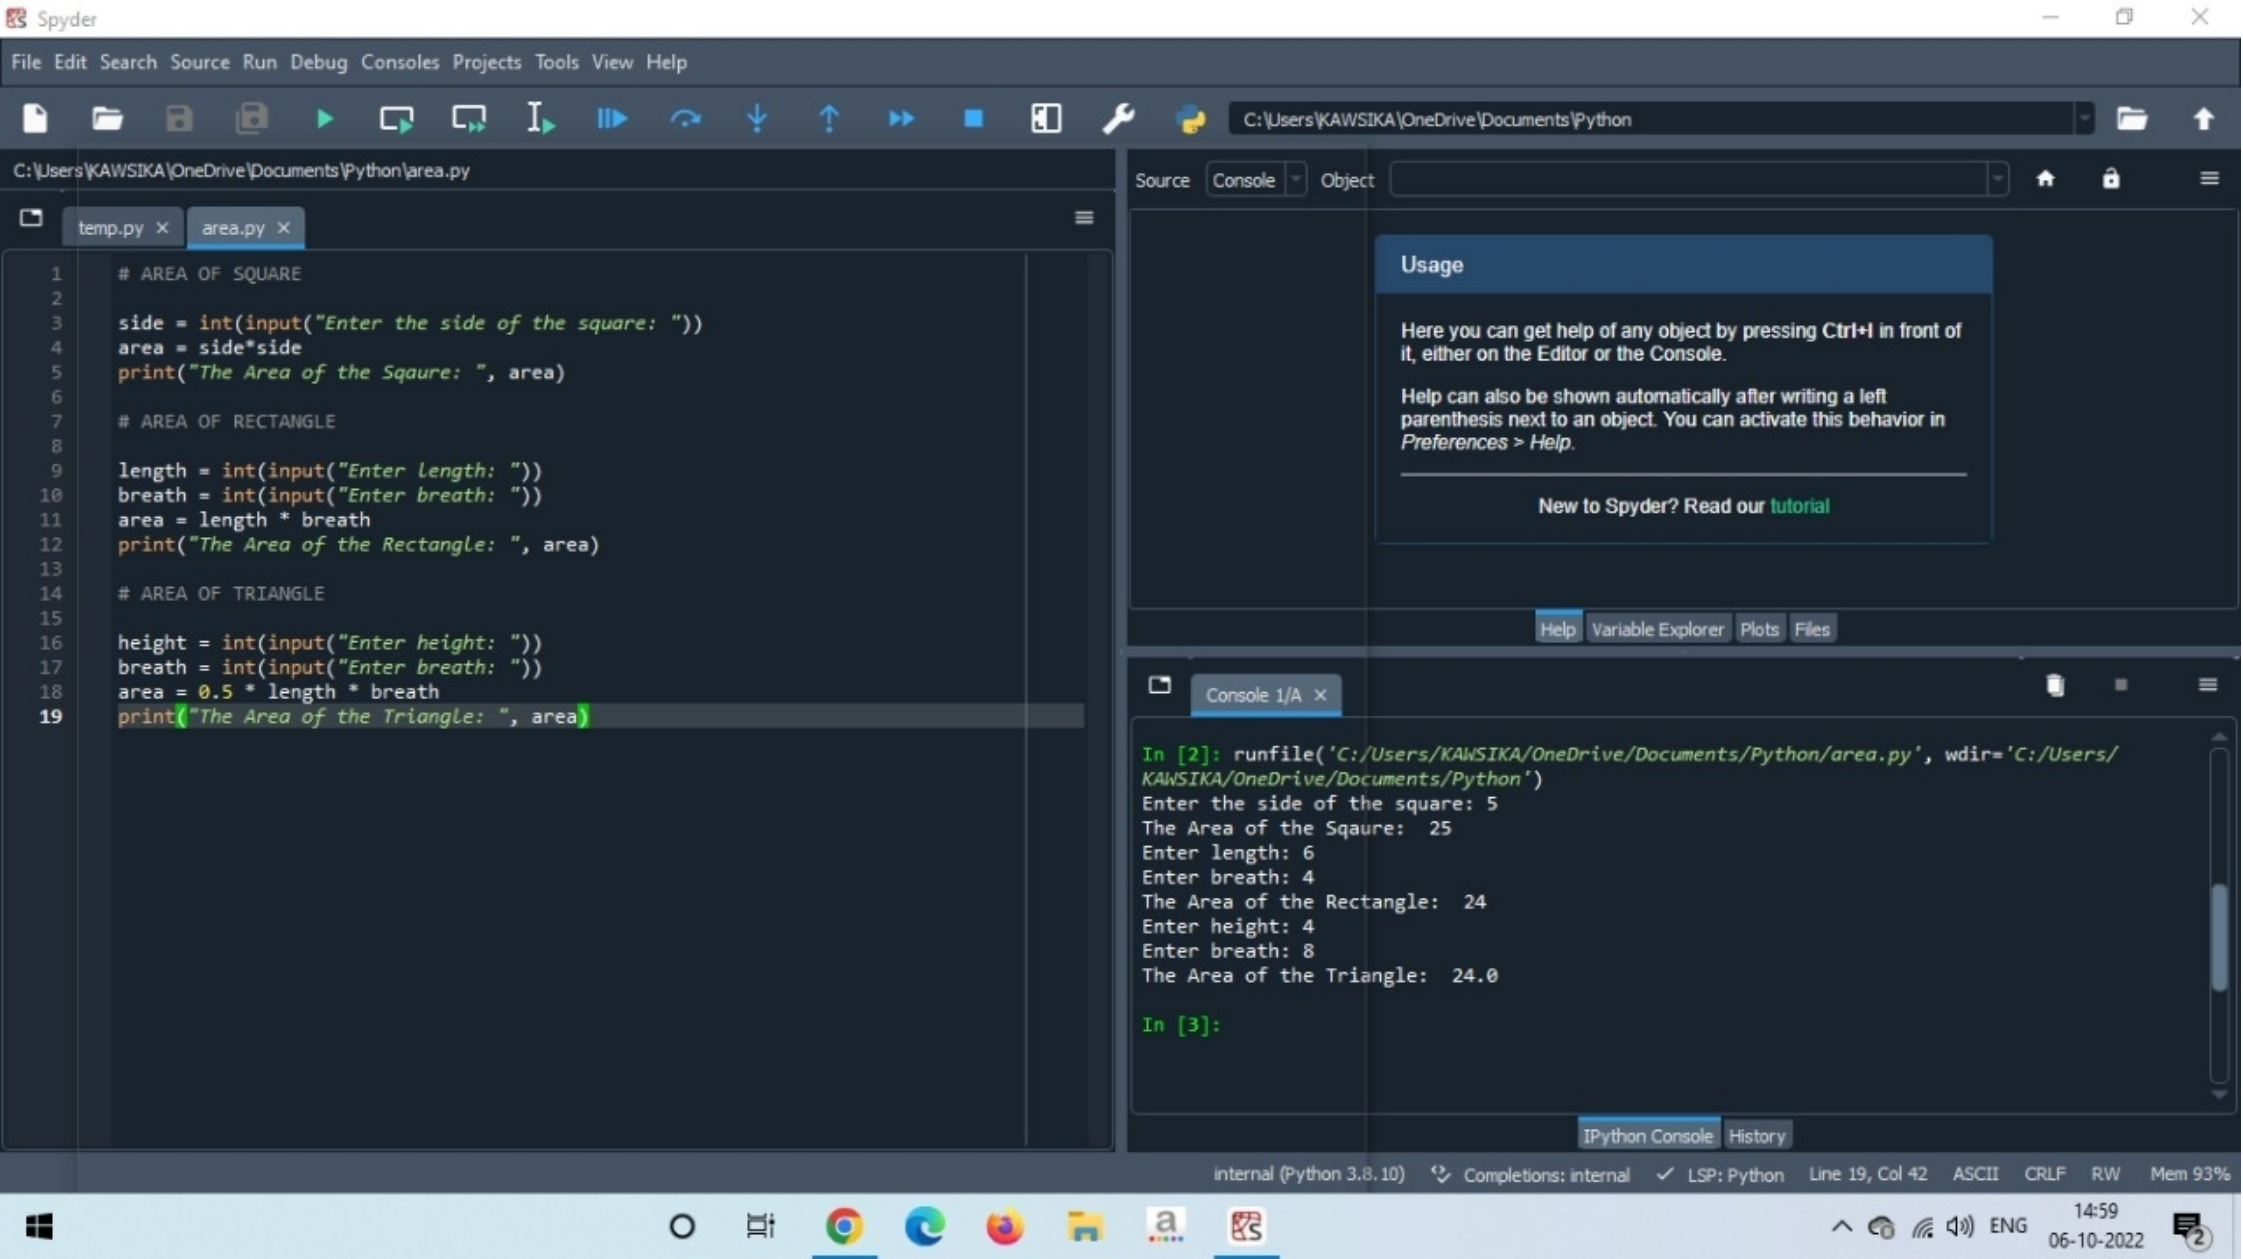 Spyder
File Edit Search Source Run Debug Consoles Projects Tools View Help
C:\Users\KAWSIKA\OneDrive\Documents\Python
C:\Users\KAWSIKA\OneDrive\Documents\Python\area.py
temp.py area.py
1 # AREA OF SQUARE
2
3 side = int(input("Enter the side of the square: "))
4 area = side*side
5 print("The Area of the Sqaure: ", area)
6
7 # AREA OF RECTANGLE
8
9 length = int(input("Enter length: "))
10 breath = int(input("Enter breath: "))
11 area = length * breath
12 print("The Area of the Rectangle: ", area)
13
14 # AREA OF TRIANGLE
15
16 height = int(input("Enter height: "))
17 breath = int(input("Enter breath: "))
18 area = 0.5 * length * breath
19 print("The Area of the Triangle: ", area)
Source Console Object
Usage
Here you can get help of any object by pressing Ctrl+I in front of
it, either on the Editor or the Console.
Help can also be shown automatically after writing a left
parenthesis next to an object. You can activate this behavior in
Preferences > Help.
New to Spyder? Read our tutorial
Help Variable Explorer Plots Files
Console 1/A
In [2]: runfile('C:/Users/KAWSIKA/OneDrive/Documents/Python/area.py', wdir='C:/Users/
KAWSIKA/OneDrive/Documents/Python')
Enter the side of the square: 5
The Area of the Sqaure:  25
Enter length: 6
Enter breath: 4
The Area of the Rectangle:  24
Enter height: 4
Enter breath: 8
The Area of the Triangle:  24.0
In [3]:
IPython Console History
internal (Python 3.8.10) Completions: internal LSP: Python Line 19, Col 42 ASCII CRLF RW Mem 93%
ENG 14:59
06-10-2022
2